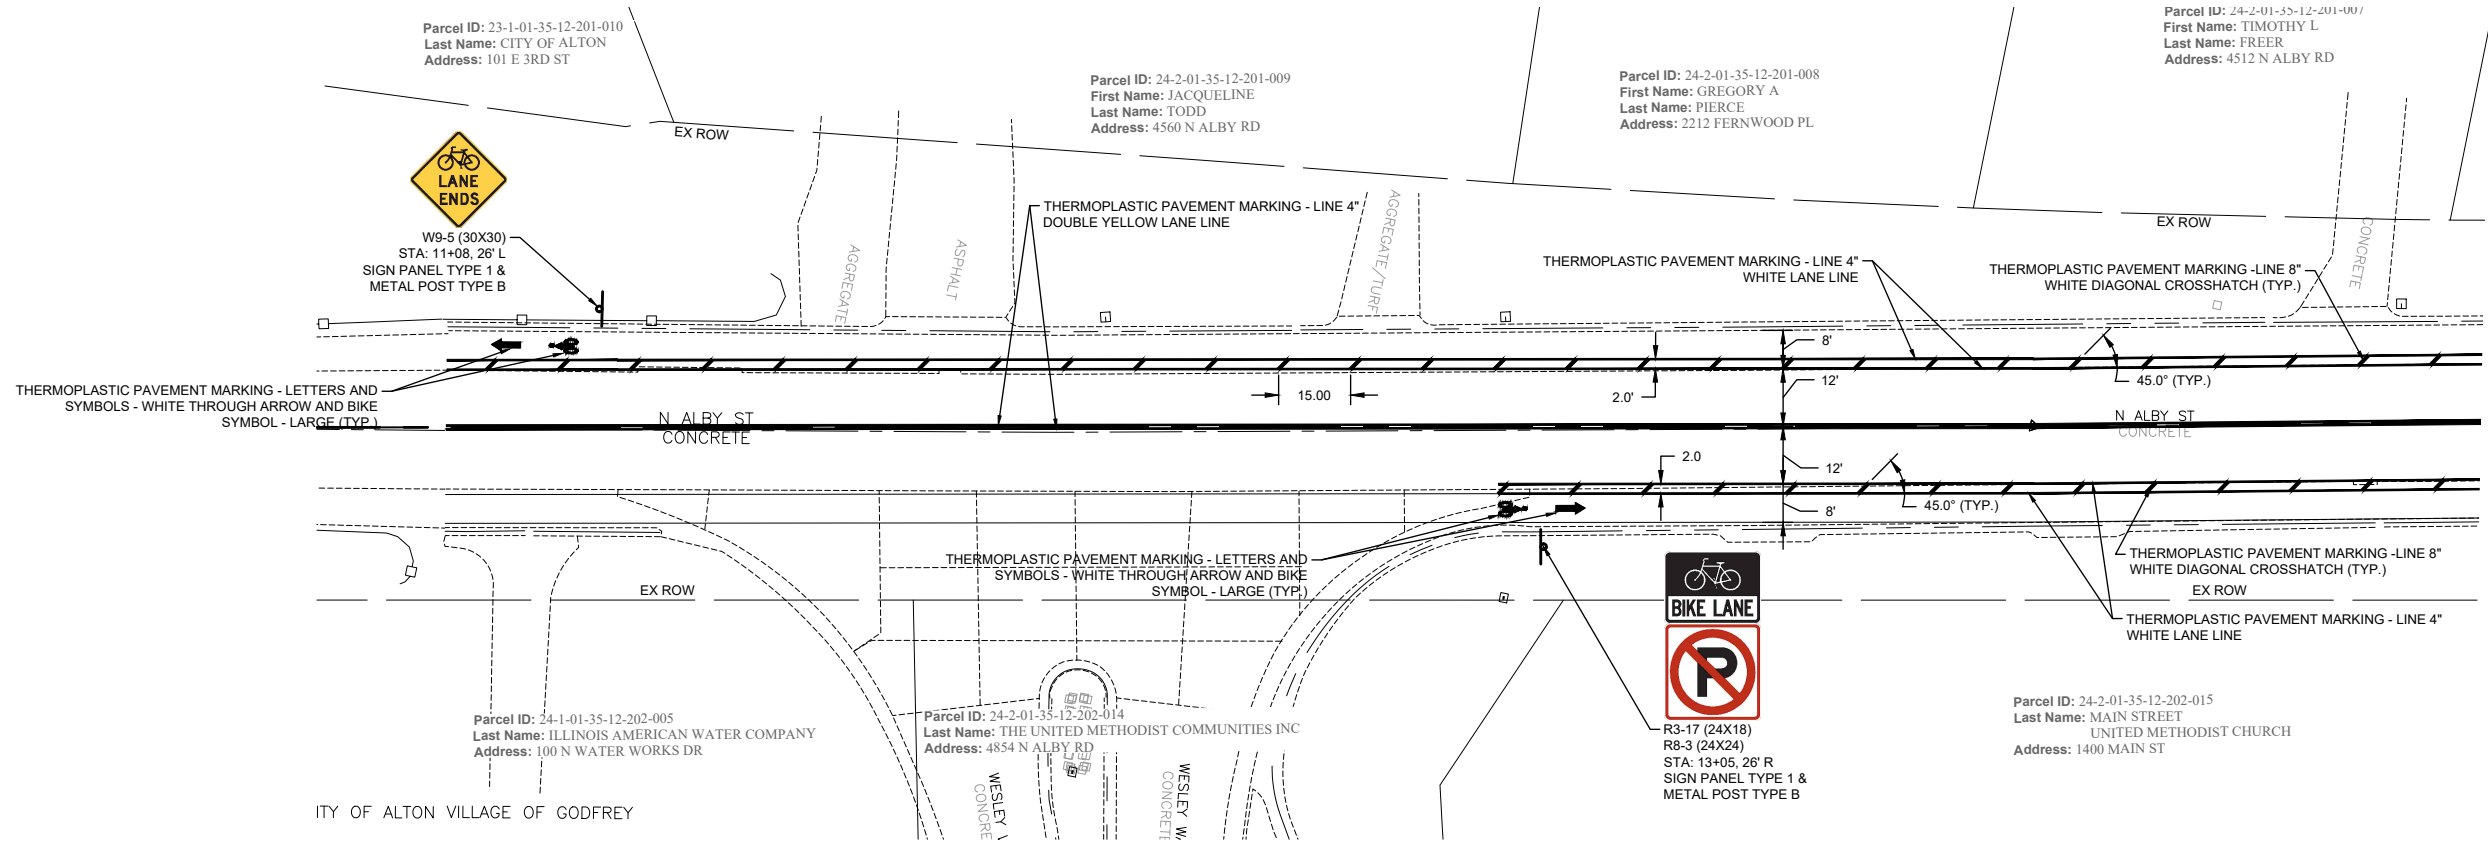 Parcel ID: 23-1-01-35-12-201-010
Last Name: CITY OF ALTON
Address: 101 E 3RD ST
Parcel ID: 24-2-01-35-12-201-009
First Name: JACQUELINE
Last Name: TODD
Address: 4560 N ALBY RD
Parcel ID: 24-2-01-35-12-201-008
First Name: GREGORY A
Last Name: PIERCE
Address: 2212 FERNWOOD PL
Parcel ID: 24-2-01-35-12-201-007
First Name: TIMOTHY L
Last Name: FREER
Address: 4512 N ALBY RD
EX ROW
LANE
ENDS
W9-5 (30X30)
STA: 11+08, 26' L
SIGN PANEL TYPE 1 &
METAL POST TYPE B
AGGREGATE
ASPHALT
THERMOPLASTIC PAVEMENT MARKING - LINE 4"
DOUBLE YELLOW LANE LINE
AGGREGATE/TURF
THERMOPLASTIC PAVEMENT MARKING - LINE 4"
WHITE LANE LINE
EX ROW
THERMOPLASTIC PAVEMENT MARKING -LINE 8"
WHITE DIAGONAL CROSSHATCH (TYP.)
CONCRETE
THERMOPLASTIC PAVEMENT MARKING - LETTERS AND
SYMBOLS - WHITE THROUGH ARROW AND BIKE
SYMBOL - LARGE (TYP.)
15.00
2.0'
8'
12'
45.0° (TYP.)
N ALBY ST
CONCRETE
N ALBY ST
CONCRETE
2.0
12'
8'
45.0° (TYP.)
THERMOPLASTIC PAVEMENT MARKING - LETTERS AND
SYMBOLS - WHITE THROUGH ARROW AND BIKE
SYMBOL - LARGE (TYP.)
EX ROW
BIKE LANE
P
R3-17 (24X18)
R8-3 (24X24)
STA: 13+05, 26' R
SIGN PANEL TYPE 1 &
METAL POST TYPE B
THERMOPLASTIC PAVEMENT MARKING -LINE 8"
WHITE DIAGONAL CROSSHATCH (TYP.)
EX ROW
THERMOPLASTIC PAVEMENT MARKING - LINE 4"
WHITE LANE LINE
Parcel ID: 24-1-01-35-12-202-005
Last Name: ILLINOIS AMERICAN WATER COMPANY
Address: 100 N WATER WORKS DR
Parcel ID: 24-2-01-35-12-202-014
Last Name: THE UNITED METHODIST COMMUNITIES INC
Address: 4854 N ALBY RD
Parcel ID: 24-2-01-35-12-202-015
Last Name: MAIN STREET
UNITED METHODIST CHURCH
Address: 1400 MAIN ST
WESLEY
CONCRE
WESLEY W
CONCRETE
ITY OF ALTON VILLAGE OF GODFREY